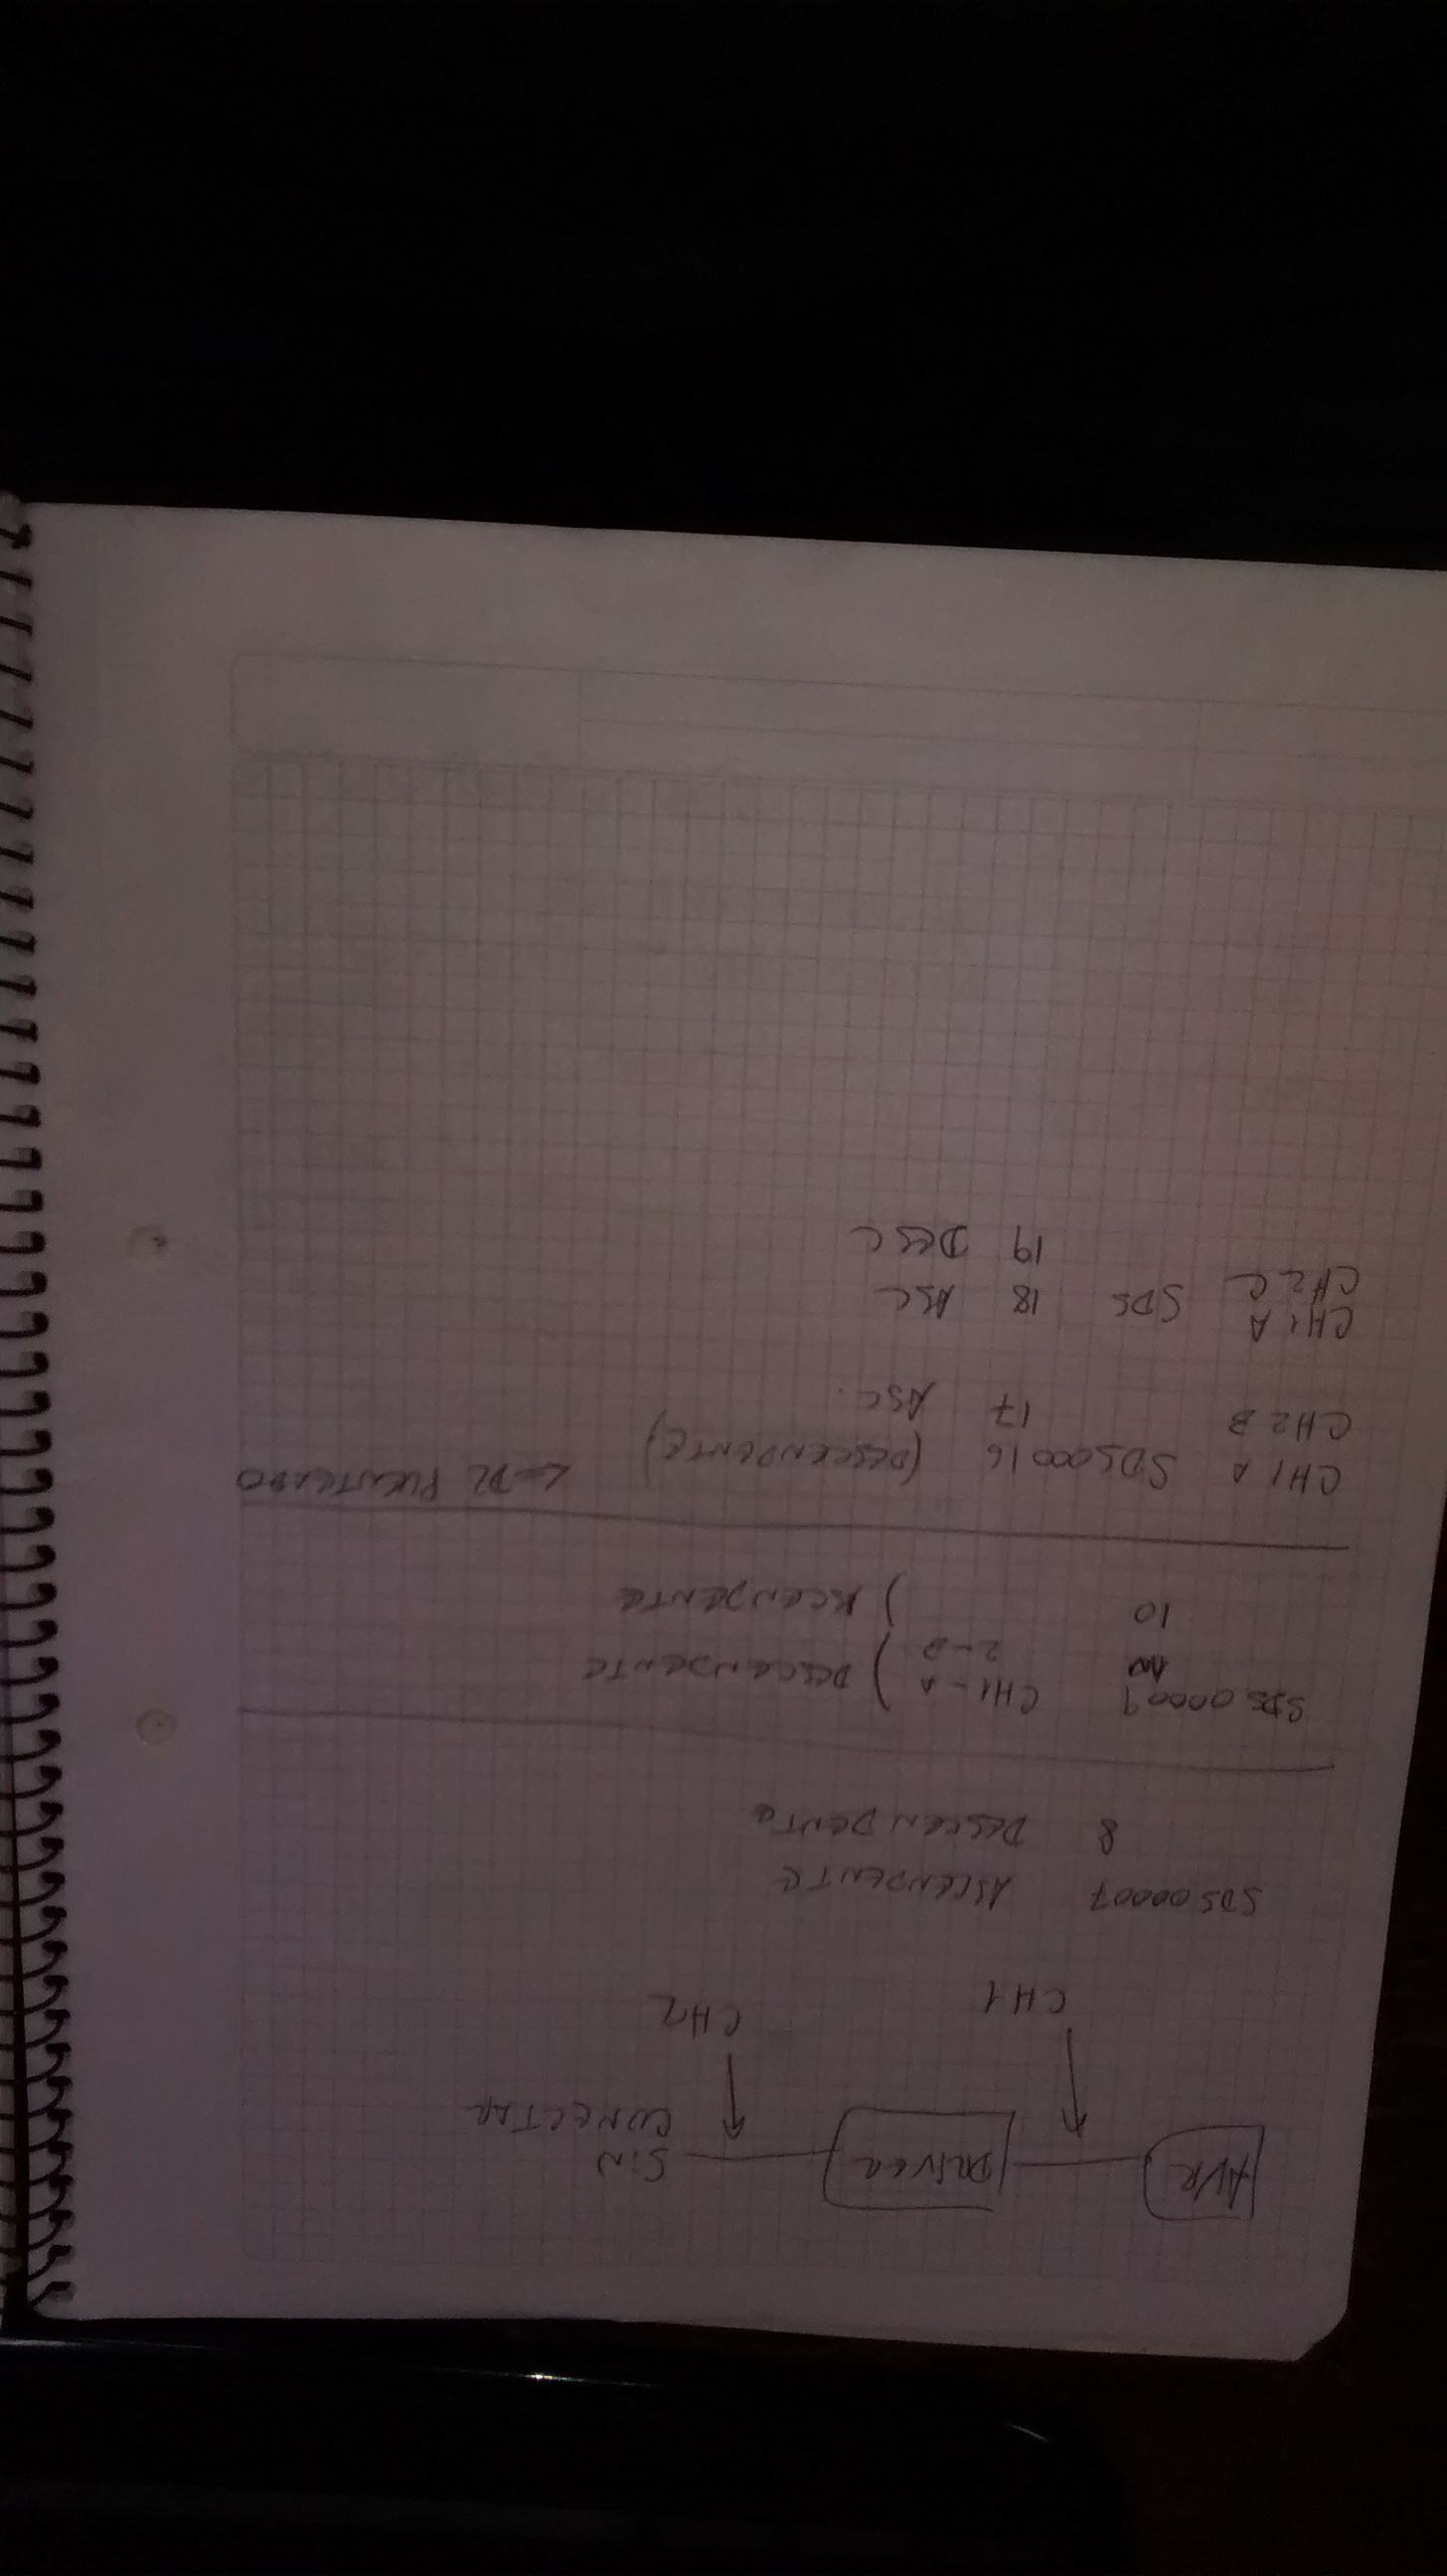 AVR DRIVER SIN
CONECTAR
CH1 CH2
SDS00007 ASCENDENTE
8 DESCENDENTE
SDS00009 CH1-A ) DESCENDENTE
2-B
10 ) ASCENDENTE
CH1 A SDS00016 (DESCENDENTE) L-DL PUENTEADO
CH2 B 17 ASC.
CH1 A SDS 18 ASC
CH2 C
19 DESC